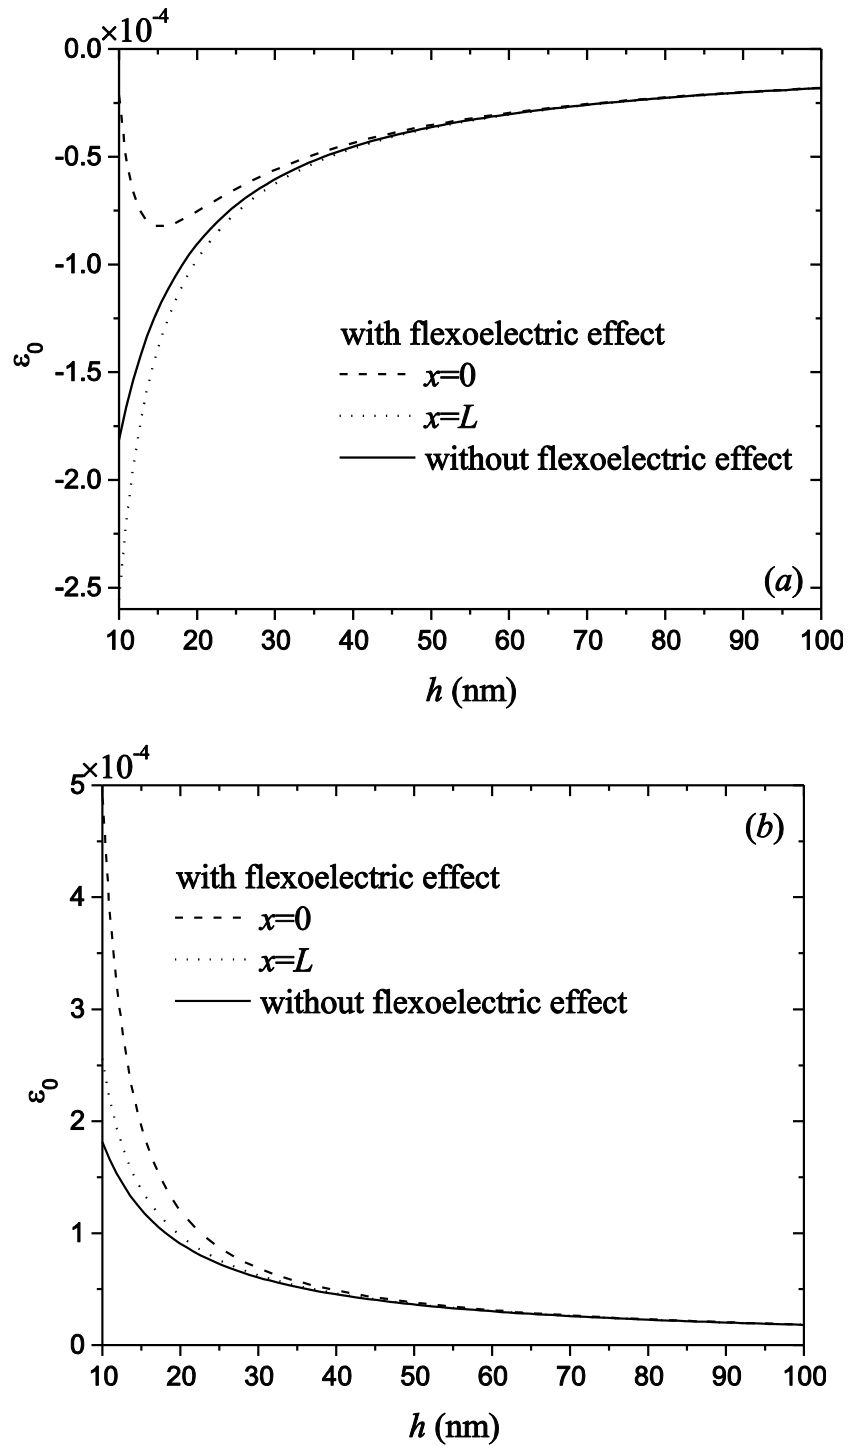 ×10-4
0.0
-0.5
-1.0
-1.5
-2.0
-2.5
ε0
with flexoelectric effect
x=0
x=L
without flexoelectric effect
(a)
10 20 30 40 50 60 70 80 90 100
h (nm)
×10-4
5
4
3
2
1
0
ε0
(b)
with flexoelectric effect
x=0
x=L
without flexoelectric effect
10 20 30 40 50 60 70 80 90 100
h (nm)